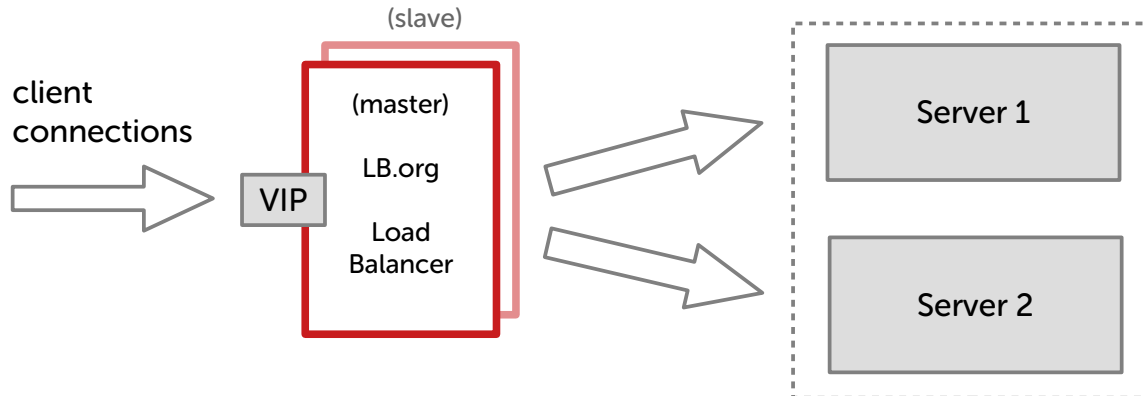 (slave)
client
connections
(master)
LB.org
Load
Balancer
VIP
Server 1
Server 2